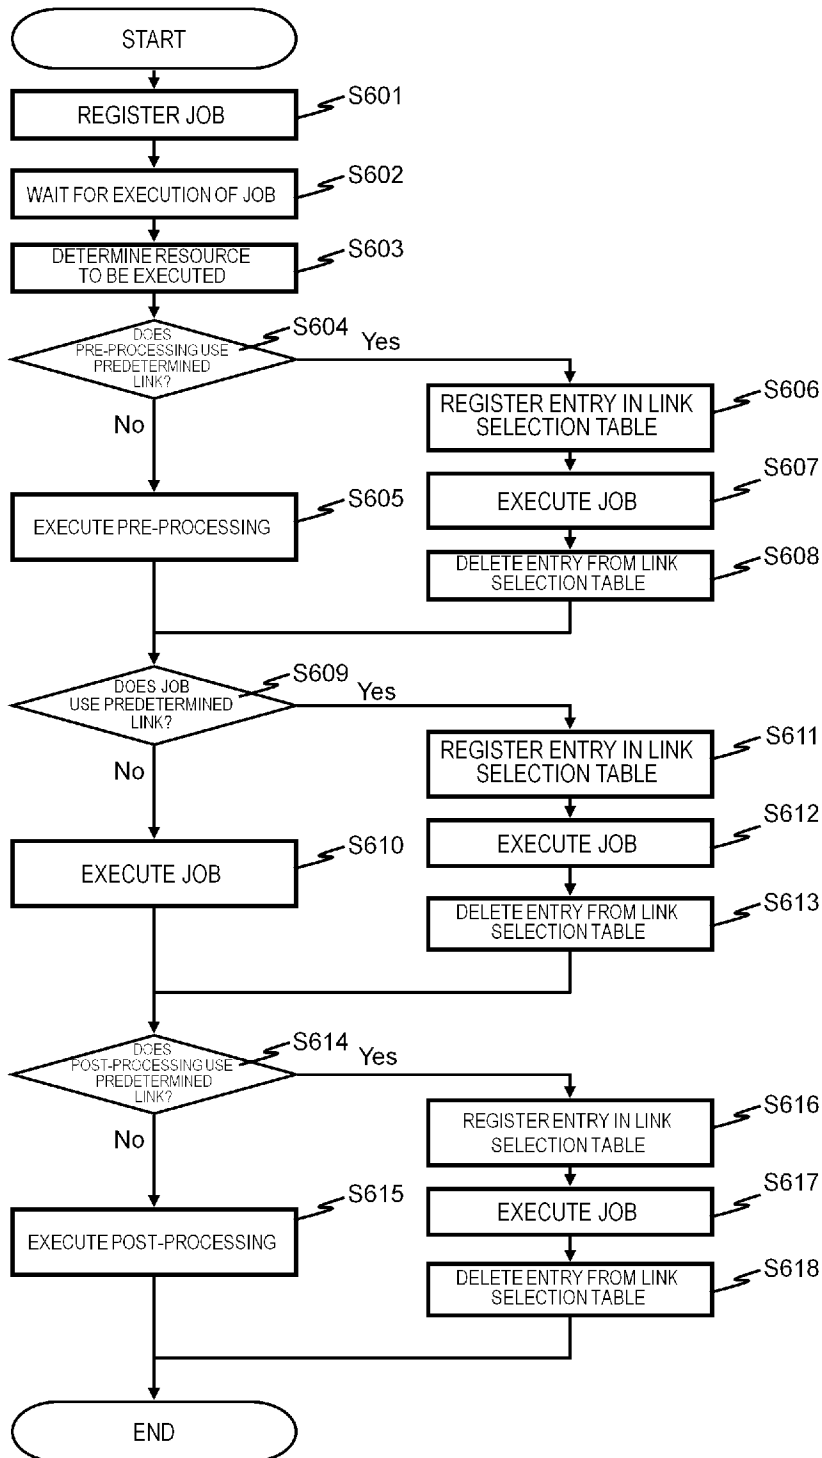 START
REGISTER JOB
S601
WAIT FOR EXECUTION OF JOB
S602
DETERMINE RESOURCE
TO BE EXECUTED
S603
DOES
PRE-PROCESSING USE
PREDETERMINED
LINK?
S604
Yes
No
REGISTER ENTRY IN LINK
SELECTION TABLE
S606
EXECUTE PRE-PROCESSING
S605
EXECUTE JOB
S607
DELETE ENTRY FROM LINK
SELECTION TABLE
S608
DOES JOB
USE PREDETERMINED
LINK?
S609
Yes
No
REGISTER ENTRY IN LINK
SELECTION TABLE
S611
EXECUTE JOB
S610
EXECUTE JOB
S612
DELETE ENTRY FROM LINK
SELECTION TABLE
S613
DOES
POST-PROCESSING USE
PREDETERMINED
LINK?
S614
Yes
No
REGISTER ENTRY IN LINK
SELECTION TABLE
S616
EXECUTE POST-PROCESSING
S615
EXECUTE JOB
S617
DELETE ENTRY FROM LINK
SELECTION TABLE
S618
END